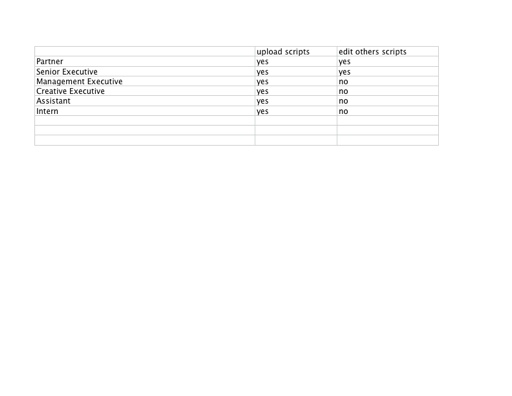 upload scripts edit others scripts
Partner yes yes
Senior Executive yes yes
Management Executive yes no
Creative Executive yes no
Assistant yes no
Intern yes no